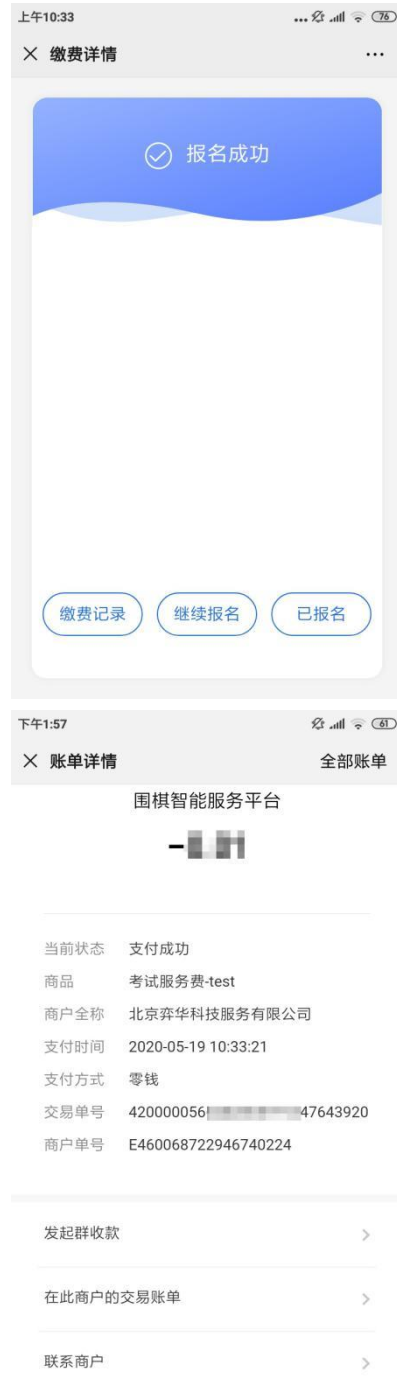 上午10:33
76
缴费详情
报名成功
缴费记录 继续报名 已报名
下午1:57
61
账单详情 全部账单
围棋智能服务平台
当前状态 支付成功
商品 考试服务费-test
商户全称 北京弈华科技服务有限公司
支付时间 2020-05-19 10:33:21
支付方式 零钱
交易单号 420000056 47643920
商户单号 E460068722946740224
发起群收款
在此商户的交易账单
联系商户